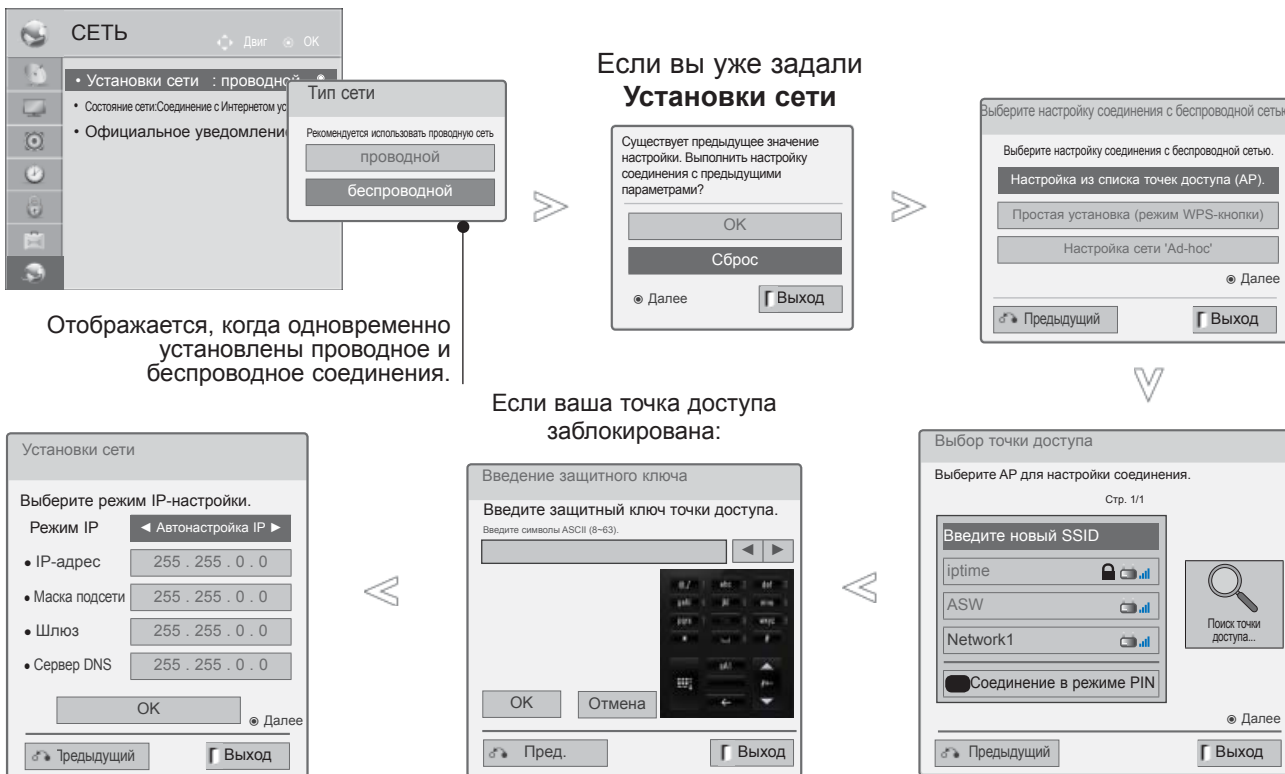 СЕТЬ
Двиг OK
• Установки сети : проводной
• Состояние сети:Соединение с Интернетом ус
• Официальное уведомлени
Тип сети
Рекомендуется использовать проводную сеть
проводной
беспроводной
Отображается, когда одновременно
установлены проводное и
беспроводное соединения.
Если вы уже задали
Установки сети
Существует предыдущее значение
настройки. Выполнить настройку
соединения с предыдущими
параметрами?
OK
Сброс
Далее
Выход
Выберите настройку соединения с беспроводной сетью
Выберите настройку соединения с беспроводной сетью.
Настройка из списка точек доступа (AP).
Простая установка (режим WPS-кнопки)
Настройка сети 'Ad-hoc'
Далее
Предыдущий
Выход
Выбор точки доступа
Выберите AP для настройки соединения.
Стр. 1/1
Введите новый SSID
iptime
ASW
Network1
Соединение в режиме PIN
Поиск точки
доступа...
Далее
Предыдущий
Выход
Если ваша точка доступа
заблокирована:
Введение защитного ключа
Введите защитный ключ точки доступа.
Введите символы ASCII (8~63).
◄ ►
OK
Отмена
Пред.
Выход
Установки сети
Выберите режим IP-настройки.
Режим IP ◄ Автонастройка IP ►
• IP-адрес 255 . 255 . 0 . 0
• Маска подсети 255 . 255 . 0 . 0
• Шлюз 255 . 255 . 0 . 0
• Сервер DNS 255 . 255 . 0 . 0
OK
Далее
Предыдущий
Выход